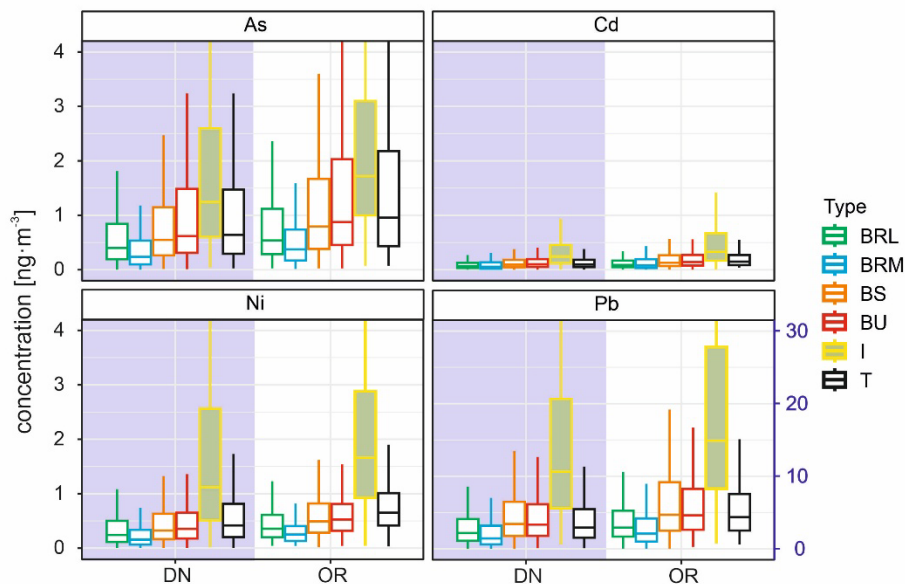 As
Cd
4
3
2
1
0
Ni
Pb
4
3
2
1
0
30
20
10
0
DN
OR
DN
OR
concentration [ng·m⁻³]
Type
BRL
BRM
BS
BU
I
T